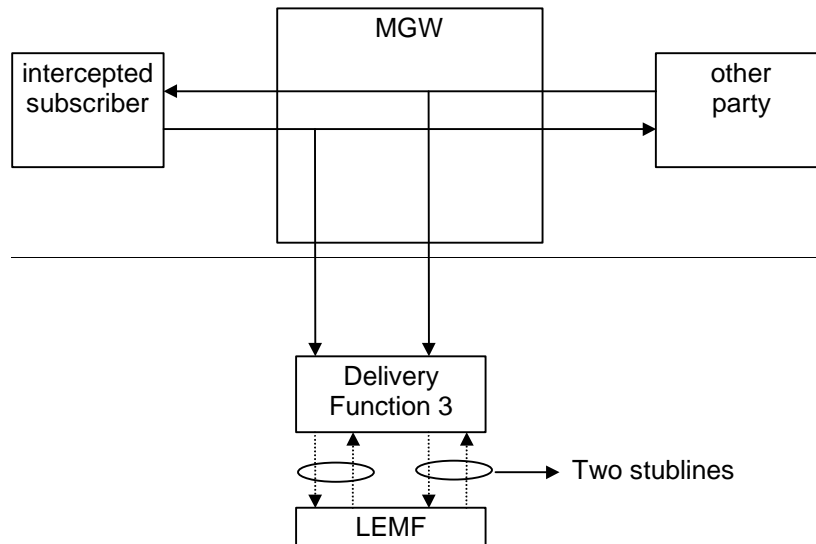 MGW
intercepted
subscriber
other
party
Delivery
Function 3
Two stublines
LEMF